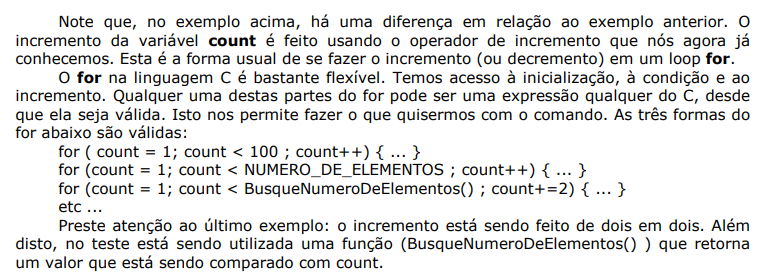 Note que, no exemplo acima, há uma diferença em relação ao exemplo anterior. O
incremento da variável count é feito usando o operador de incremento que nós agora já
conhecemos. Esta é a forma usual de se fazer o incremento (ou decremento) em um loop for.
O for na linguagem C é bastante flexível. Temos acesso à inicialização, à condição e ao
incremento. Qualquer uma destas partes do for pode ser uma expressão qualquer do C, desde
que ela seja válida. Isto nos permite fazer o que quisermos com o comando. As três formas do
for abaixo são válidas:
for ( count = 1; count < 100 ; count++) { ... }
for (count = 1; count < NUMERO_DE_ELEMENTOS ; count++) { ... }
for (count = 1; count < BusqueNumeroDeElementos() ; count+=2) { ... }
etc ...
Preste atenção ao último exemplo: o incremento está sendo feito de dois em dois. Além
disto, no teste está sendo utilizada uma função (BusqueNumeroDeElementos() ) que retorna
um valor que está sendo comparado com count.